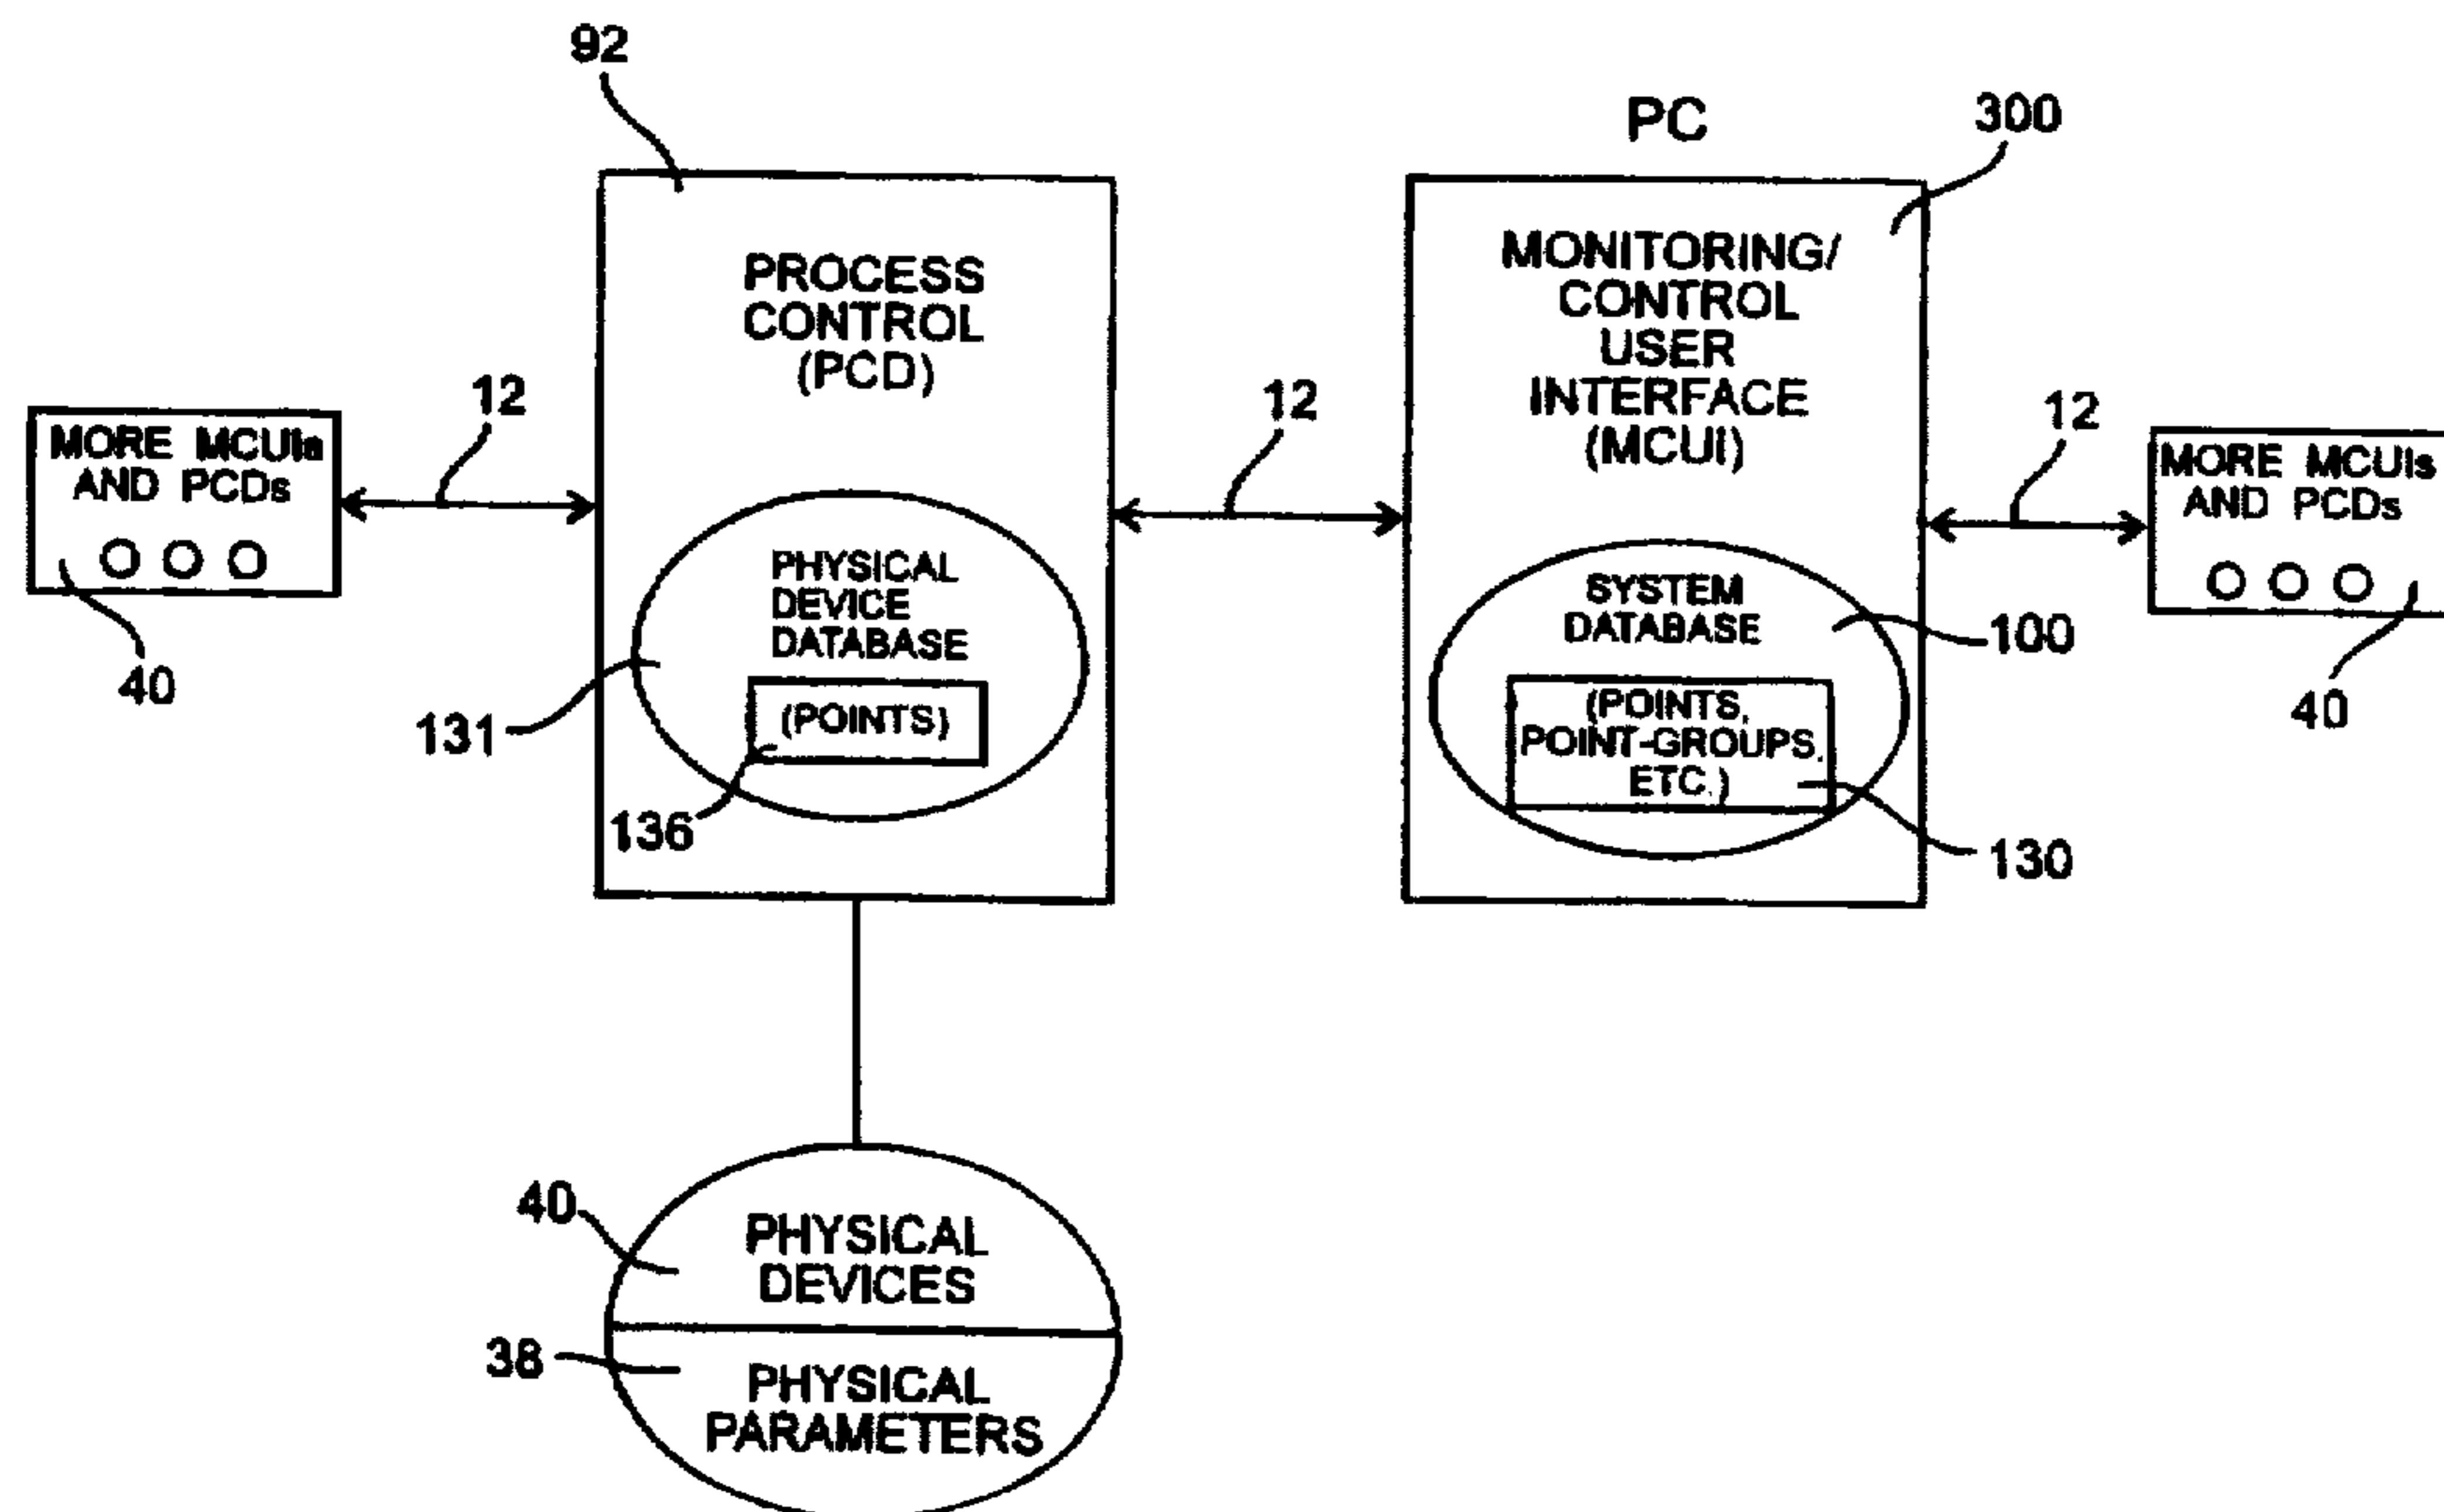 92
PC
300
PROCESS
CONTROL
(PCD)
MONITORING/
CONTROL
USER
INTERFACE
(MCUI)
12
12
12
MORE MCUIs
AND PCDs
40
MORE MCUIs
AND PCDs
40
PHYSICAL
DEVICE
DATABASE
(POINTS)
131
136
SYSTEM
DATABASE
(POINTS,
POINT-GROUPS,
ETC.)
100
130
40
PHYSICAL
DEVICES
38
PHYSICAL
PARAMETERS